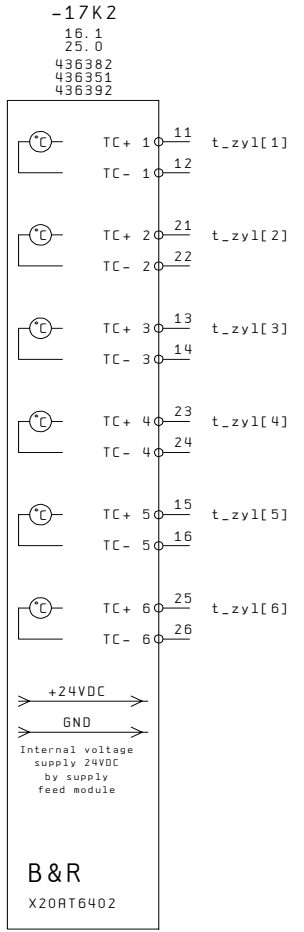 -17K2
16.1
25.0
436382
436351
436392
°C TC+ 1 11 t_zyl[1]
TC- 1 12
°C TC+ 2 21 t_zyl[2]
TC- 2 22
°C TC+ 3 13 t_zyl[3]
TC- 3 14
°C TC+ 4 23 t_zyl[4]
TC- 4 24
°C TC+ 5 15 t_zyl[5]
TC- 5 16
°C TC+ 6 25 t_zyl[6]
TC- 6 26
+24VDC
GND
Internal voltage
supply 24VDC
by supply
feed module
B&R
X20AT6402